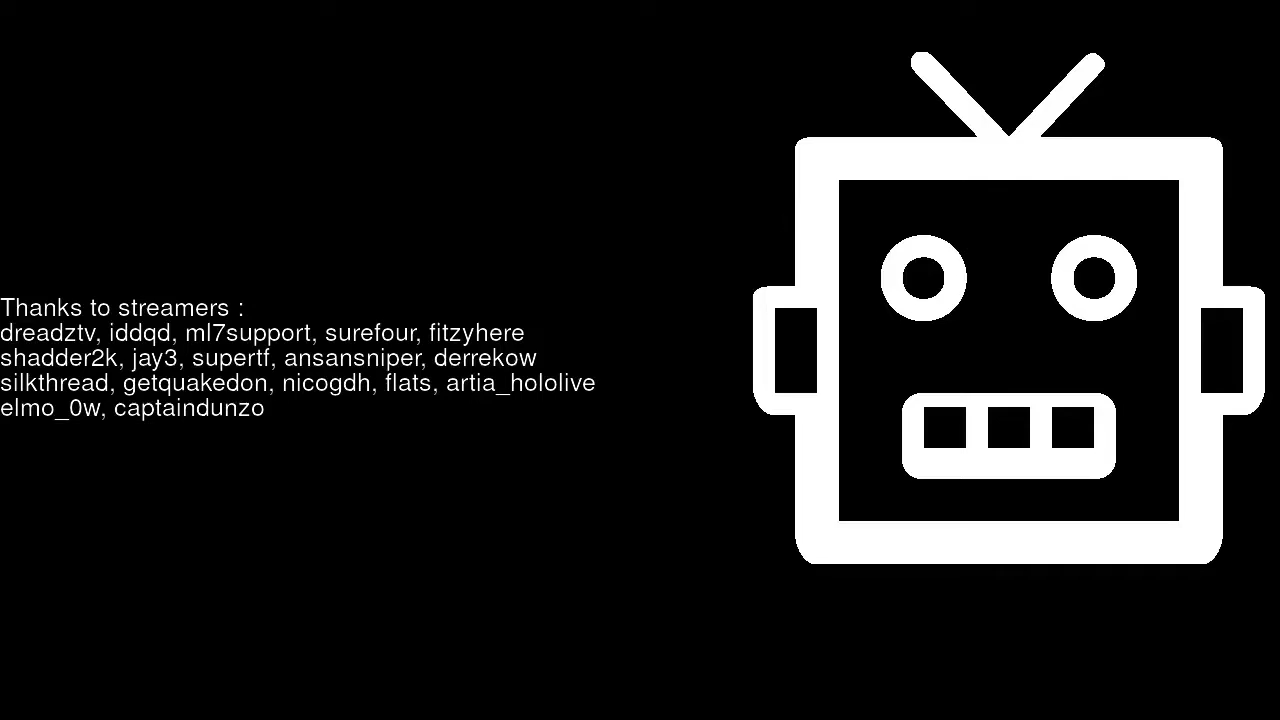 Thanks to streamers :
dreadztv, iddqd, ml7support, surefour, fitzyhere
shadder2k, jay3, supertf, ansansniper, derrekow
silkthread, getquakedon, nicogdh, flats, artia_hololive
elmo_0w, captaindunzo